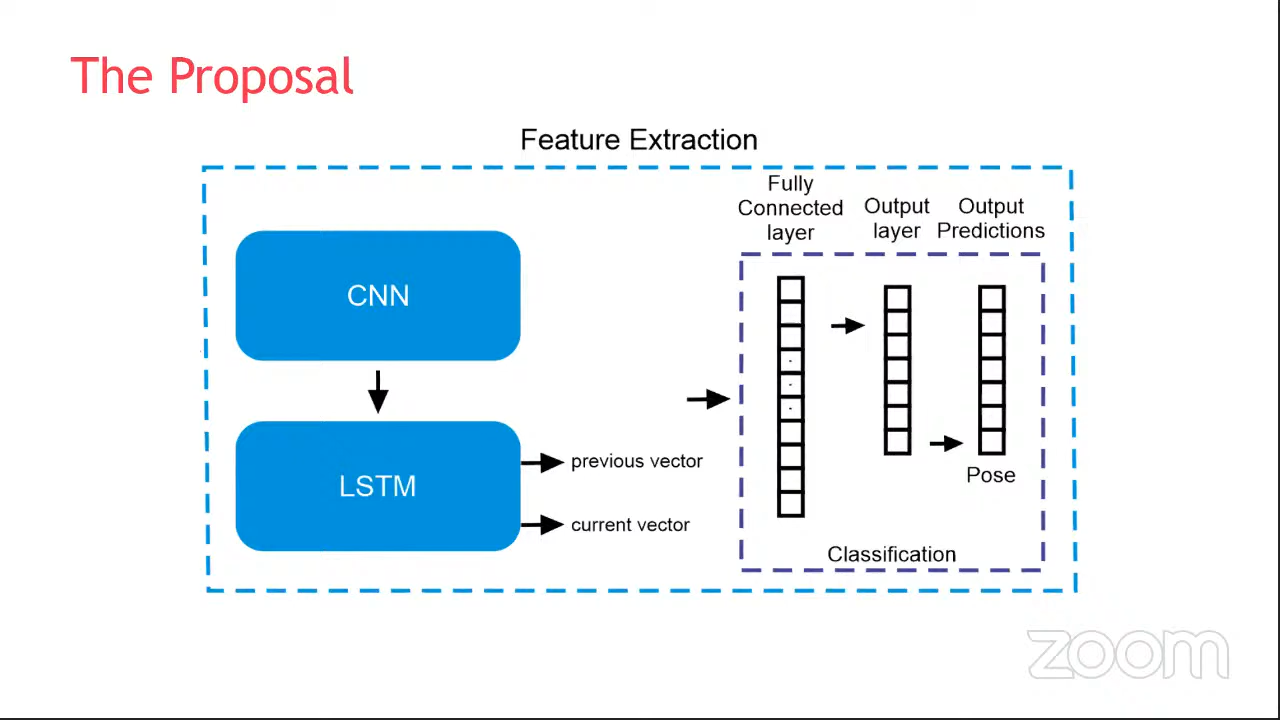 The Proposal
Feature Extraction
Fully
Connected
layer
Output
layer
Output
Predictions
CNN
LSTM
previous vector
current vector
Pose
Classification
zoom